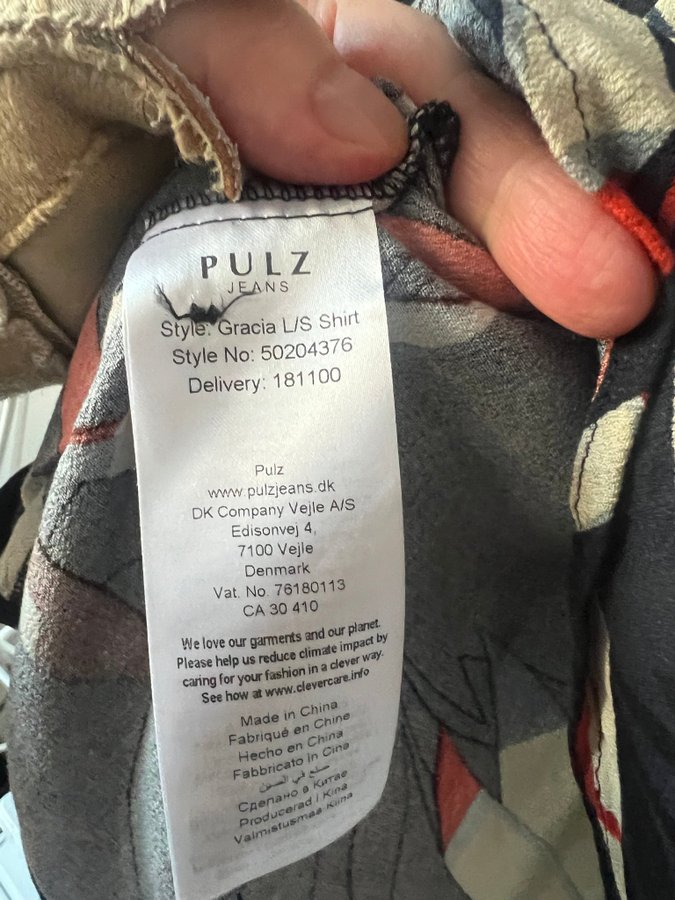 PULZ
JEANS
Style: Gracia L/S Shirt
Style No: 50204376
Delivery: 181100
Pulz
www.pulzjeans.dk
DK Company Vejle A/S
Edisonvej 4,
7100 Vejle
Denmark
Vat. No. 76180113
CA 30 410
We love our garments and our planet.
Please help us reduce climate impact by
caring for your fashion in a clever way.
See how at www.clevercare.info
Made in China
Fabriqué en Chine
Hecho en China
Fabbricato in Cina
صنع في الصين
Сделано в Китае
Producerad i Kina
Valmistusmaa Kiina